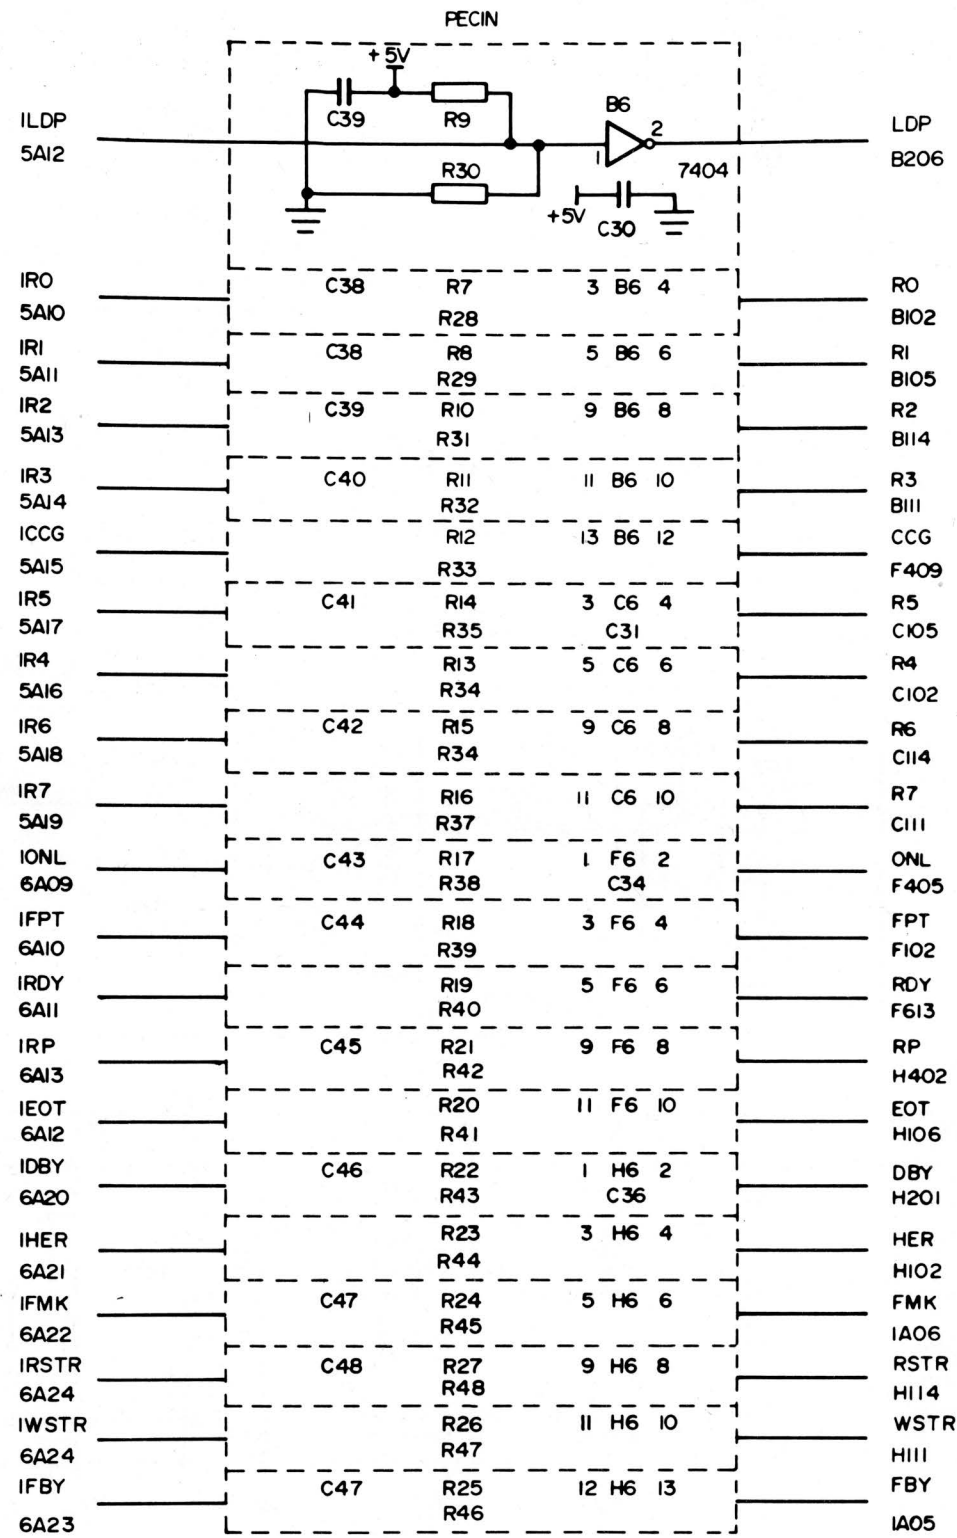 PECIN
+5V
C39 R9 B6
ILDP 1 2 LDP
5A12 R30 7404 B206
+5V C30
IR0 C38 R7 3 B6 4 R0
5A10 R28 B102
IR1 C38 R8 5 B6 6 R1
5A11 R29 B105
IR2 C39 R10 9 B6 8 R2
5A13 R31 B114
IR3 C40 R11 11 B6 10 R3
5A14 R32 B111
ICCG R12 13 B6 12 CCG
5A15 R33 F409
IR5 C41 R14 3 C6 4 R5
5A17 R35 C31 C105
IR4 R13 5 C6 6 R4
5A16 R34 C102
IR6 C42 R15 9 C6 8 R6
5A18 R34 C114
IR7 R16 11 C6 10 R7
5A19 R37 C111
IONL C43 R17 1 F6 2 ONL
6A09 R38 C34 F405
IFPT C44 R18 3 F6 4 FPT
6A10 R39 F102
IRDY R19 5 F6 6 RDY
6A11 R40 F613
IRP C45 R21 9 F6 8 RP
6A13 R42 H402
IEOT R20 11 F6 10 EOT
6A12 R41 H106
IDBY C46 R22 1 H6 2 DBY
6A20 R43 C36 H201
IHER R23 3 H6 4 HER
6A21 R44 H102
IFMK C47 R24 5 H6 6 FMK
6A22 R45 IA06
IRSTR C48 R27 9 H6 8 RSTR
6A24 R48 H114
IWSTR R26 11 H6 10 WSTR
6A24 R47 H111
IFBY C47 R25 12 H6 13 FBY
6A23 R46 IA05